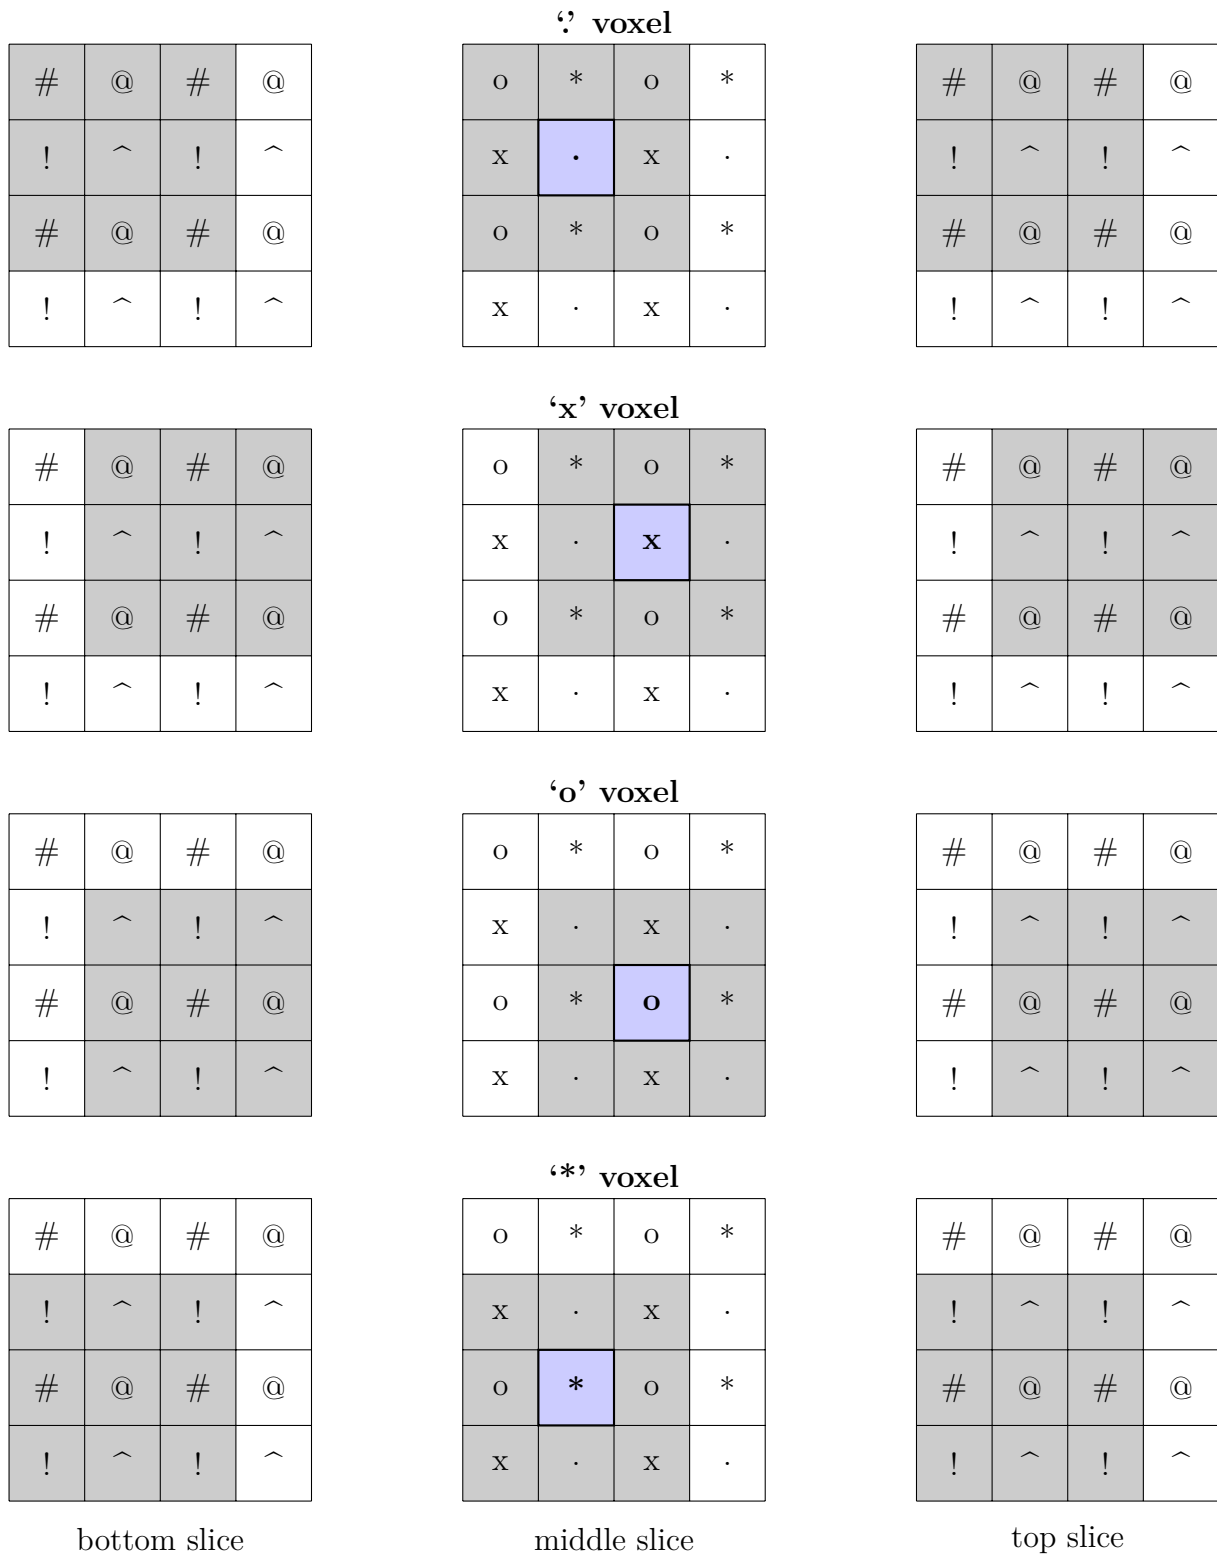 ‘.’ voxel
# @ # @ o * o * # @ # @
! ^ ! ^ x . x . ! ^ ! ^
# @ # @ o * o * # @ # @
! ^ ! ^ x . x . ! ^ ! ^
‘x’ voxel
# @ # @ o * o * # @ # @
! ^ ! ^ x . x . ! ^ ! ^
# @ # @ o * o * # @ # @
! ^ ! ^ x . x . ! ^ ! ^
‘o’ voxel
# @ # @ o * o * # @ # @
! ^ ! ^ x . x . ! ^ ! ^
# @ # @ o * o * # @ # @
! ^ ! ^ x . x . ! ^ ! ^
‘*’ voxel
# @ # @ o * o * # @ # @
! ^ ! ^ x . x . ! ^ ! ^
# @ # @ o * o * # @ # @
! ^ ! ^ x . x . ! ^ ! ^
bottom slice middle slice top slice